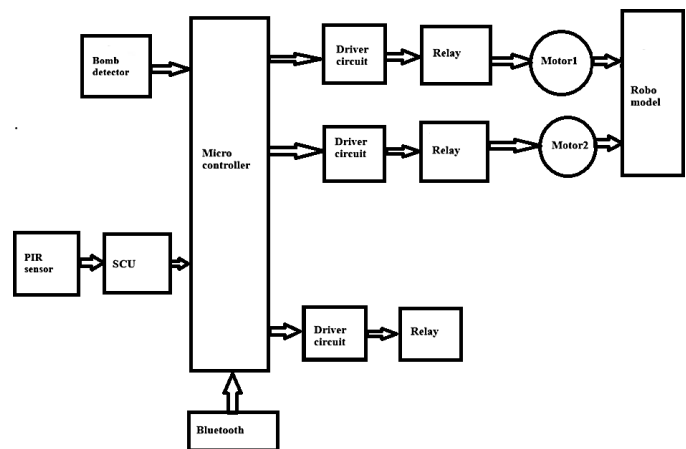 Bomb
detector
Micro
controller
Driver
circuit
Relay
Motor1
Robo
model
Driver
circuit
Relay
Motor2
PIR
sensor
SCU
Driver
circuit
Relay
Bluetooth